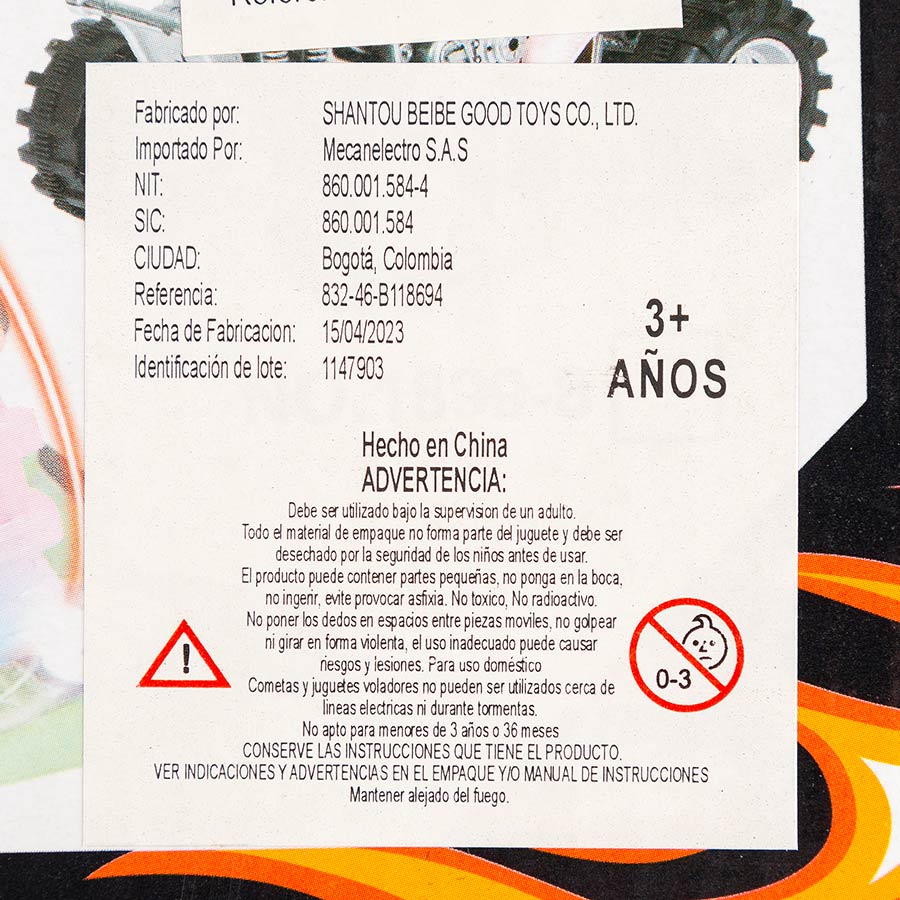 Fabricado por: SHANTOU BEIBE GOOD TOYS CO., LTD.
Importado Por: Mecanelectro S.A.S
NIT: 860.001.584-4
SIC: 860.001.584
CIUDAD: Bogotá, Colombia
Referencia: 832-46-B118694
Fecha de Fabricacion: 15/04/2023
Identificación de lote: 1147903
3+
AÑOS
Hecho en China
ADVERTENCIA:
Debe ser utilizado bajo la supervision de un adulto.
Todo el material de empaque no forma parte del juguete y debe ser
desechado por la seguridad de los niños antes de usar.
El producto puede contener partes pequeñas, no ponga en la boca,
no ingerir, evite provocar asfixia. No toxico, No radioactivo.
No poner los dedos en espacios entre piezas moviles, no golpear
ni girar en forma violenta, el uso inadecuado puede causar
riesgos y lesiones. Para uso doméstico
Cometas y juguetes voladores no pueden ser utilizados cerca de
lineas electricas ni durante tormentas.
No apto para menores de 3 años o 36 meses
CONSERVE LAS INSTRUCCIONES QUE TIENE EL PRODUCTO.
VER INDICACIONES Y ADVERTENCIAS EN EL EMPAQUE Y/O MANUAL DE INSTRUCCIONES
Mantener alejado del fuego.
!
0-3